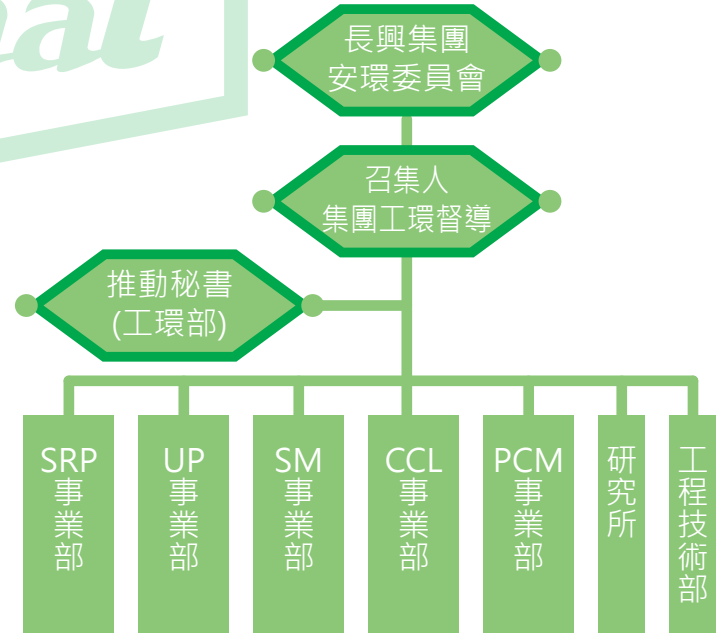 長興集團
安環委員會
召集人
集團工環督導
推動秘書
(工環部)
SRP
事業部
UP
事業部
SM
事業部
CCL
事業部
PCM
事業部
研究所
工程技術部